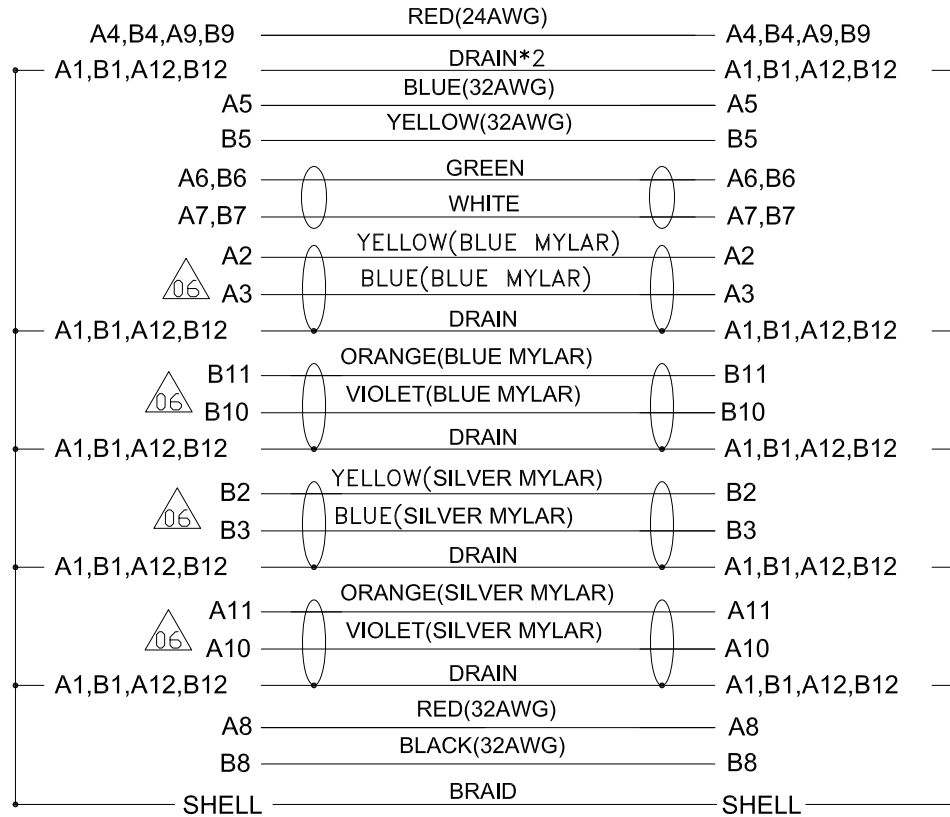 RED(24AWG)
A4,B4,A9,B9 A4,B4,A9,B9
DRAIN*2
A1,B1,A12,B12 A1,B1,A12,B12
BLUE(32AWG)
A5 A5
YELLOW(32AWG)
B5 B5
GREEN
A6,B6 A6,B6
WHITE
A7,B7 A7,B7
YELLOW(BLUE MYLAR)
A2 A2
BLUE(BLUE MYLAR)
06 A3 A3
DRAIN
A1,B1,A12,B12 A1,B1,A12,B12
ORANGE(BLUE MYLAR)
B11 B11
VIOLET(BLUE MYLAR)
06 B10 B10
DRAIN
A1,B1,A12,B12 A1,B1,A12,B12
YELLOW(SILVER MYLAR)
B2 B2
BLUE(SILVER MYLAR)
06 B3 B3
DRAIN
A1,B1,A12,B12 A1,B1,A12,B12
ORANGE(SILVER MYLAR)
A11 A11
VIOLET(SILVER MYLAR)
06 A10 A10
DRAIN
A1,B1,A12,B12 A1,B1,A12,B12
RED(32AWG)
A8 A8
BLACK(32AWG)
B8 B8
BRAID
SHELL SHELL